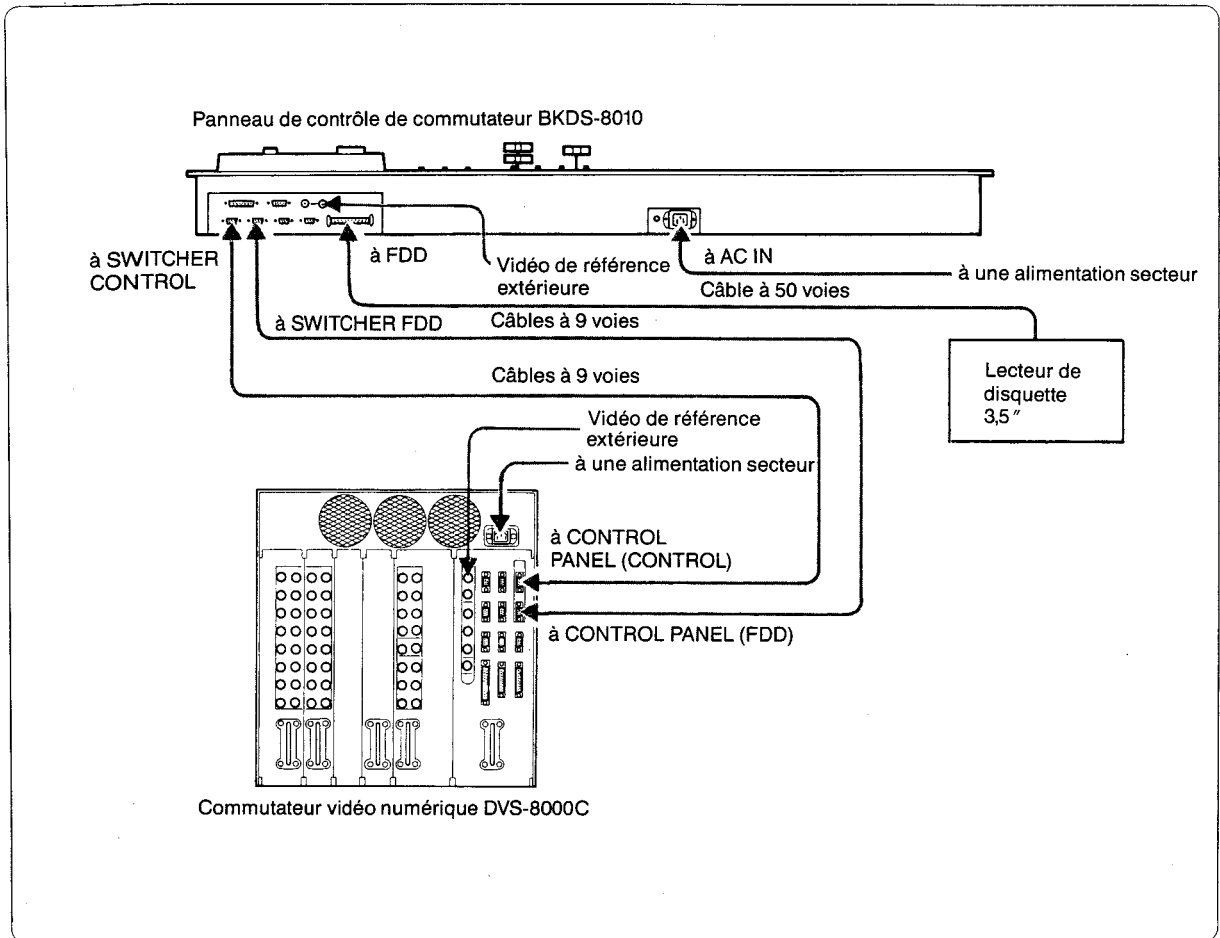 Panneau de contrôle de commutateur BKDS-8010
à SWITCHER
CONTROL
à FDD
Vidéo de référence
extérieure
à AC IN
à une alimentation secteur
Câble à 50 voies
à SWITCHER FDD
Câbles à 9 voies
Lecteur de
disquette
3,5″
Câbles à 9 voies
Vidéo de référence
extérieure
à une alimentation secteur
à CONTROL
PANEL (CONTROL)
à CONTROL PANEL (FDD)
Commutateur vidéo numérique DVS-8000C